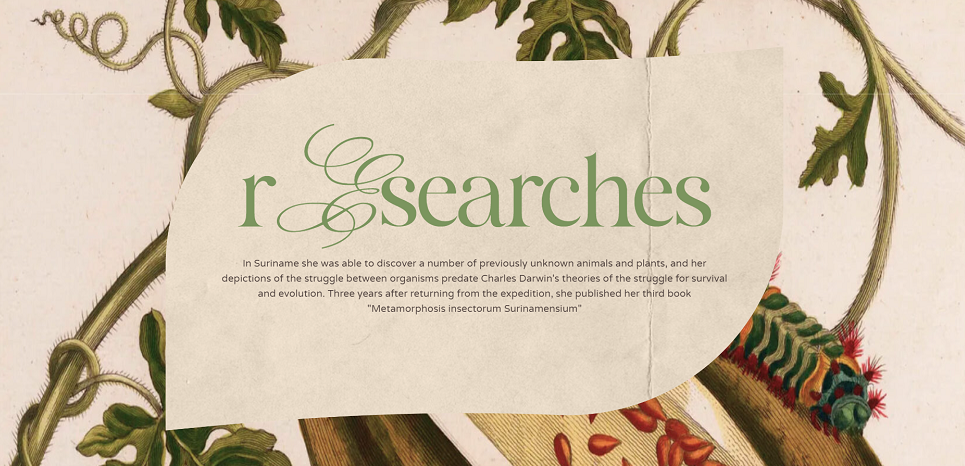 rEsearches
In Suriname she was able to discover a number of previously unknown animals and plants, and her
depictions of the struggle between organisms predate Charles Darwin's theories of the struggle for survival
and evolution. Three years after returning from the expedition, she published her third book
"Metamorphosis insectorum Surinamensium"